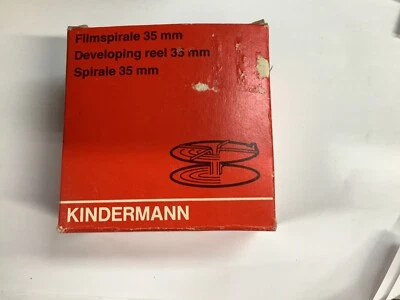 Filmspirale 35 mm
Developing reel 35 mm
Spirale 35 mm
KINDERMANN